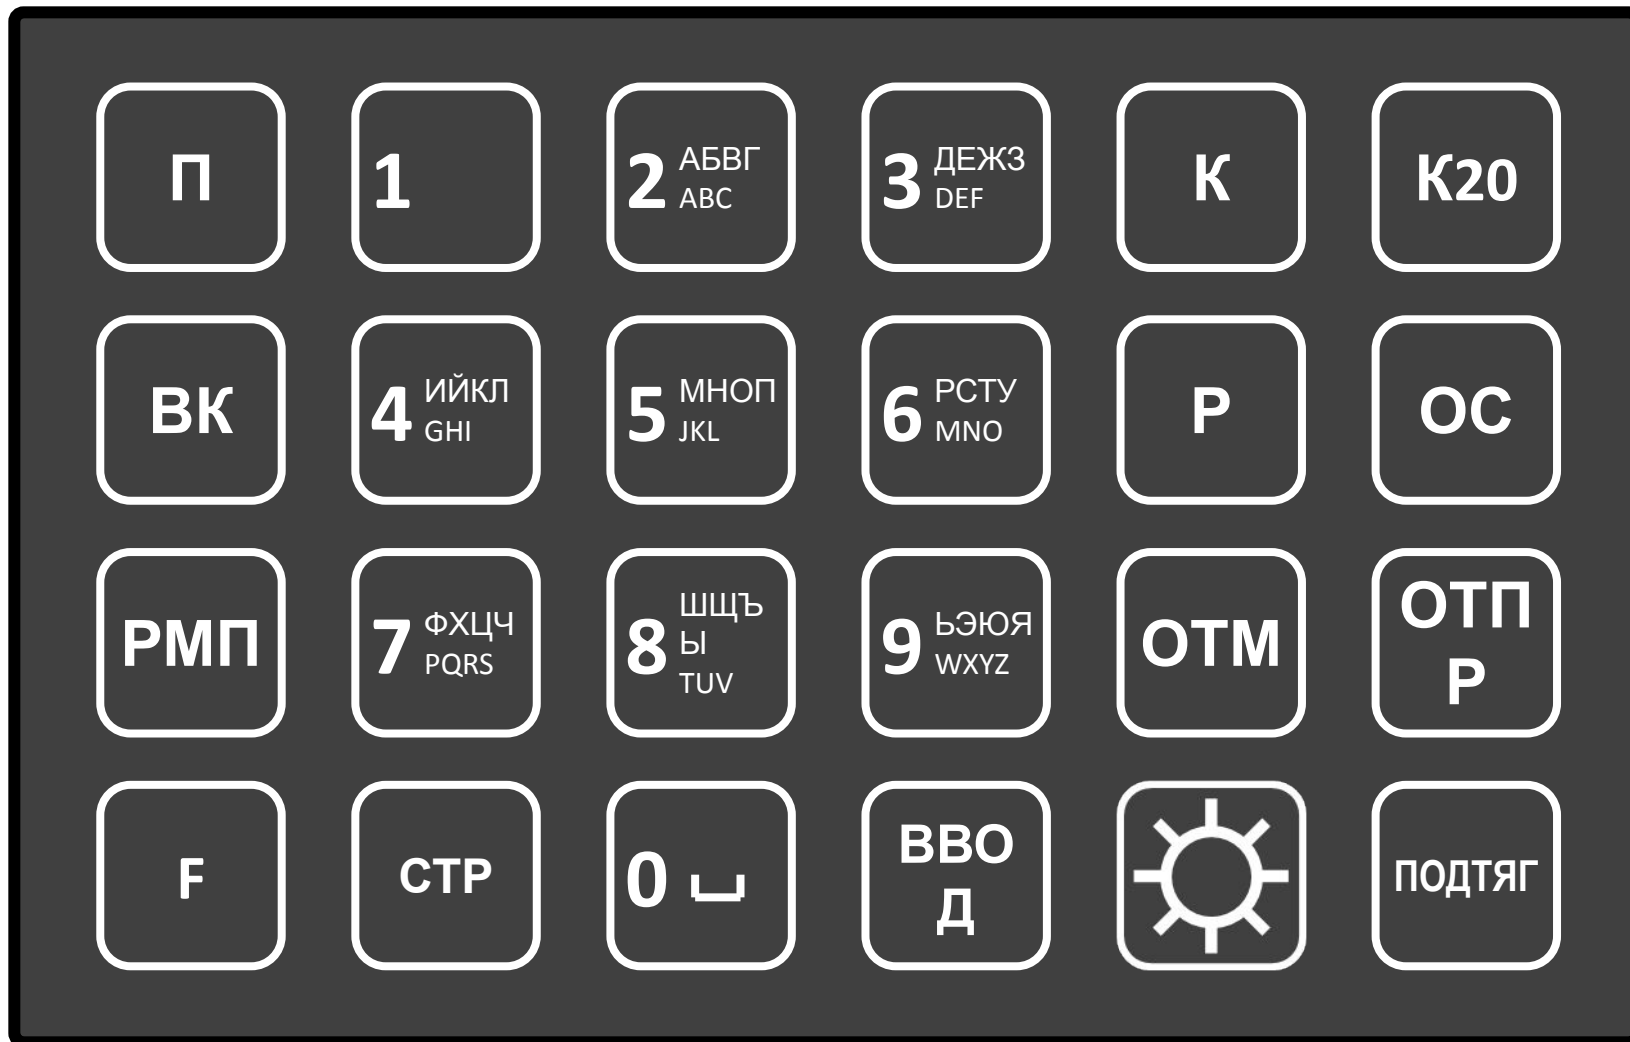 П
1
2 АБВГ
ABC
3 ДЕЖЗ
DEF
К
К20
ВК
4 ИЙКЛ
GHI
5 МНОП
JKL
6 РСТУ
MNO
Р
ОС
РМП
7 ФХЦЧ
PQRS
8 ШЩЪ
Ы
TUV
9 ЬЭЮЯ
WXYZ
ОТМ
ОТП
Р
F
СТР
0
ВВО
Д
ПОДТЯГ